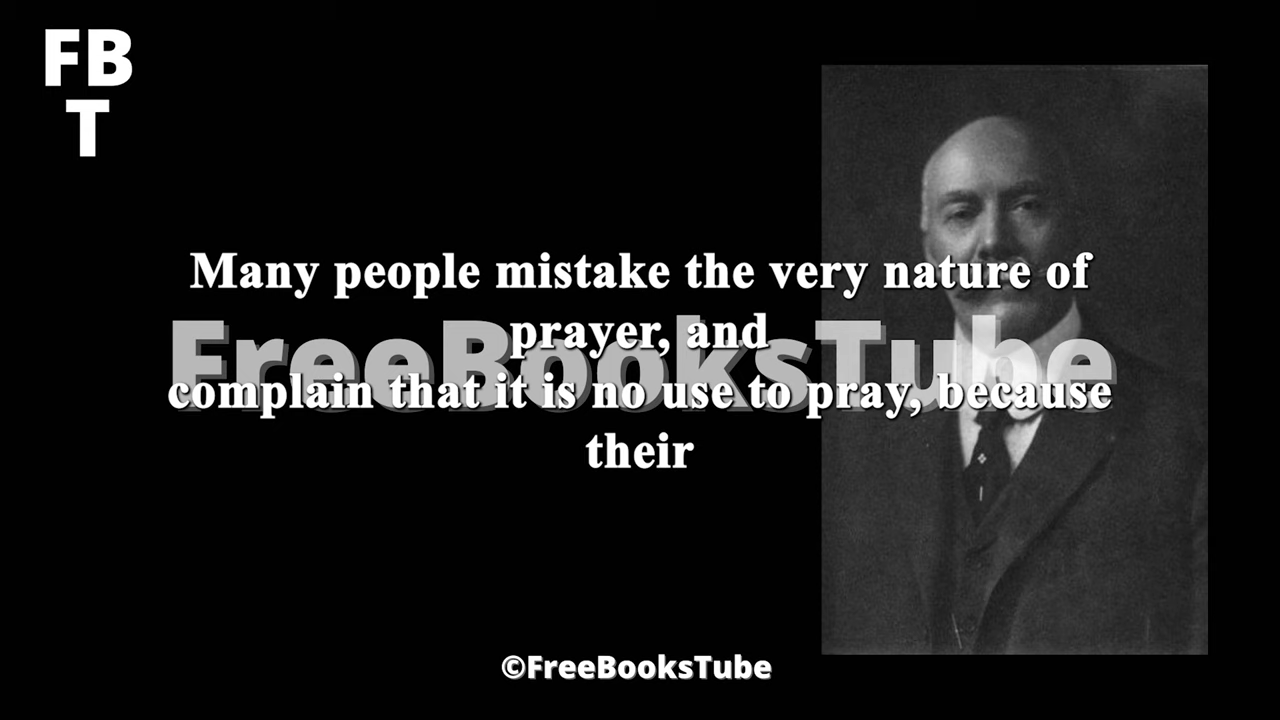 FB
T
Many people mistake the very nature of
prayer, and
FreeBooksTube
complain that it is no use to pray, because
their
©FreeBooksTube